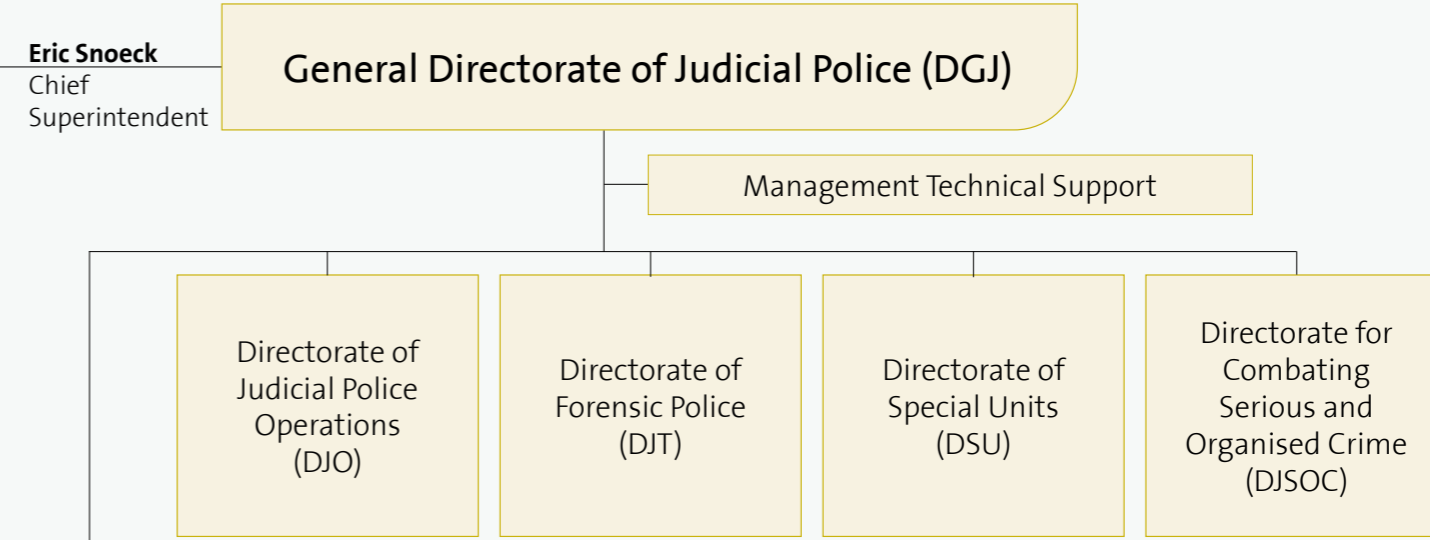 Eric Snoeck
Chief
Superintendent
General Directorate of Judicial Police (DGJ)
Management Technical Support
Directorate of
Judicial Police
Operations
(DJO)
Directorate of
Forensic Police
(DJT)
Directorate of
Special Units
(DSU)
Directorate for
Combating
Serious and
Organised Crime
(DJSOC)